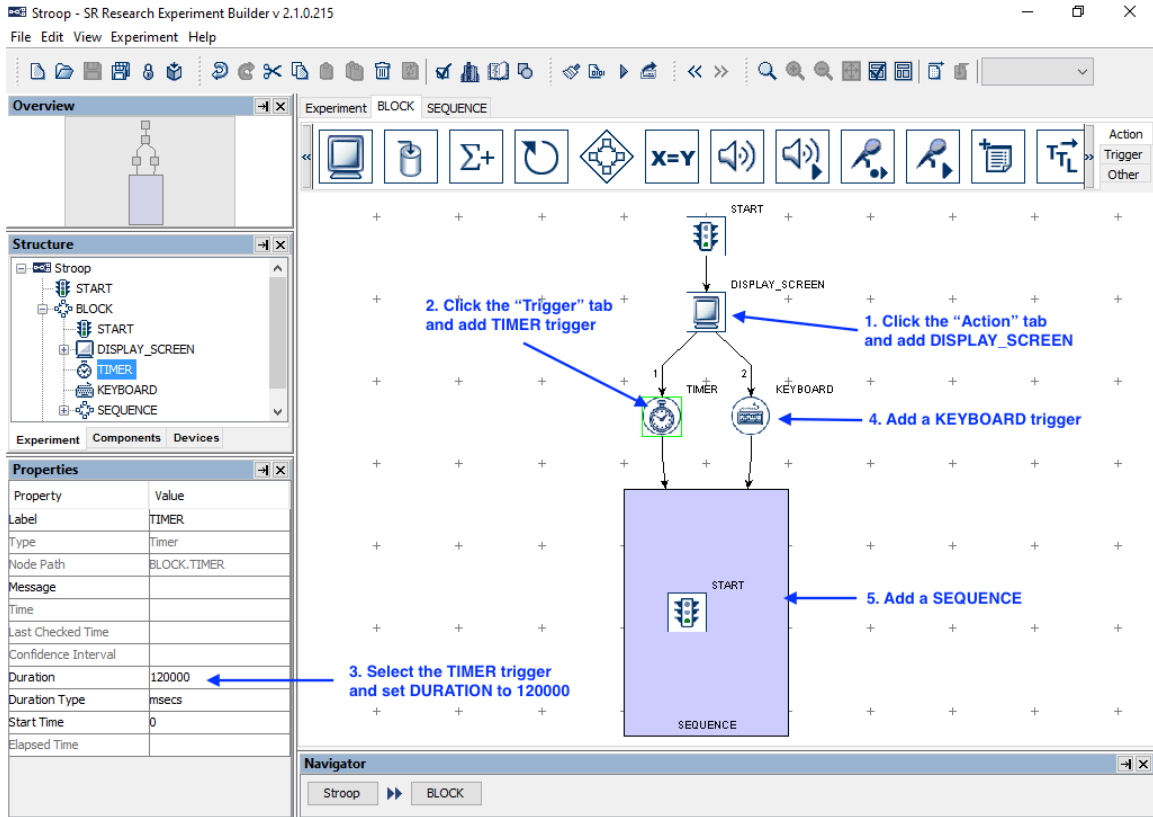 Stroop - SR Research Experiment Builder v 2.1.0.215
File Edit View Experiment Help
Overview
Experiment BLOCK SEQUENCE
Σ+
X=Y
TTL
Action
Trigger
Other
Structure
Stroop
START
BLOCK
START
DISPLAY_SCREEN
TIMER
KEYBOARD
SEQUENCE
Experiment Components Devices
Properties
Property Value
Label TIMER
Type Timer
Node Path BLOCK.TIMER
Message
Time
Last Checked Time
Confidence Interval
Duration 120000
Duration Type msecs
Start Time 0
Elapsed Time
START
DISPLAY_SCREEN
1. Click the “Action” tab
and add DISPLAY_SCREEN
2. Click the “Trigger” tab
and add TIMER trigger
1 2
TIMER
KEYBOARD
4. Add a KEYBOARD trigger
START
5. Add a SEQUENCE
3. Select the TIMER trigger
and set DURATION to 120000
SEQUENCE
Navigator
Stroop BLOCK